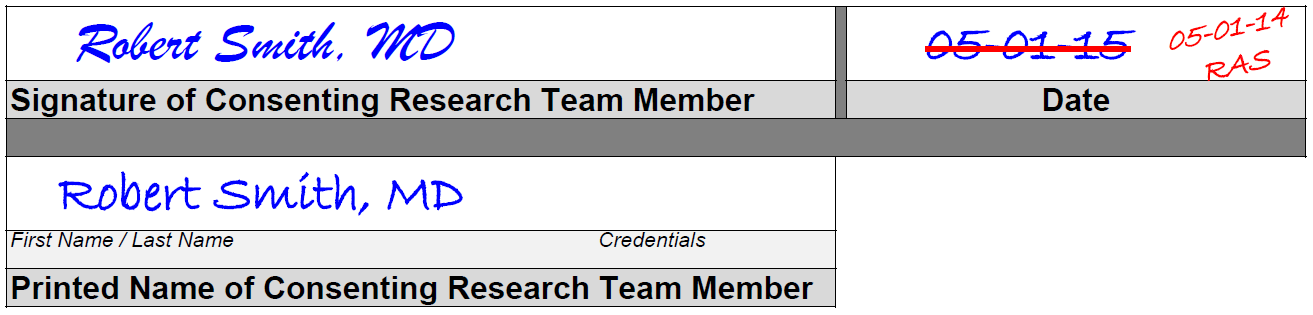 Robert Smith, MD
05-01-15
05-01-14
RAS
Signature of Consenting Research Team Member
Date
Robert Smith, MD
First Name / Last Name
Credentials
Printed Name of Consenting Research Team Member